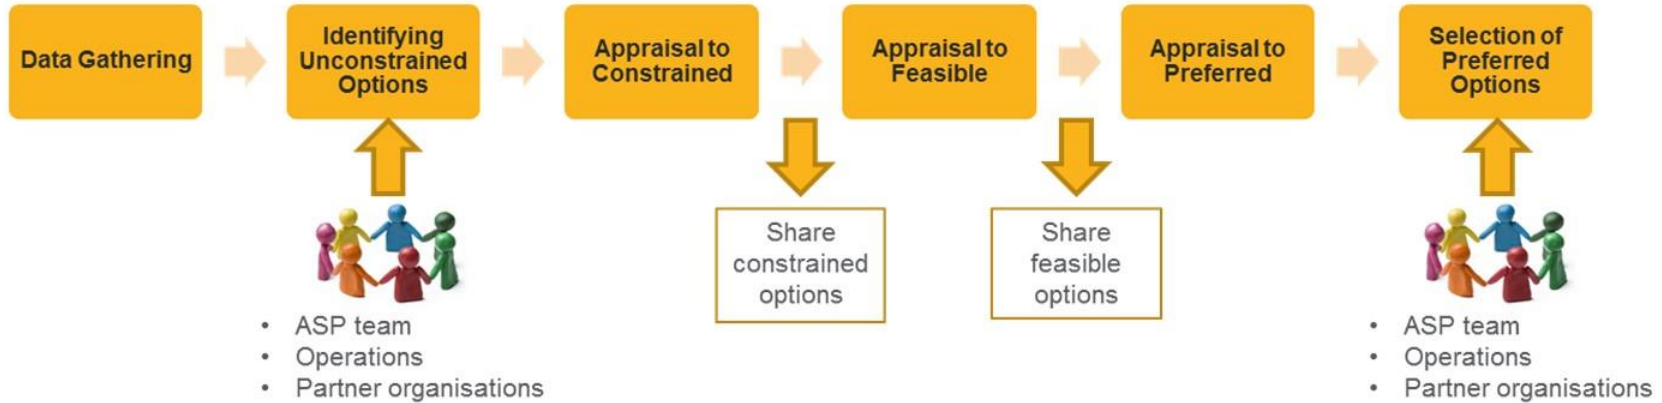 Data Gathering
Identifying
Unconstrained
Options
Appraisal to
Constrained
Appraisal to
Feasible
Appraisal to
Preferred
Selection of
Preferred
Options
Share
constrained
options
Share
feasible
options
• ASP team
• Operations
• Partner organisations
• ASP team
• Operations
• Partner organisations